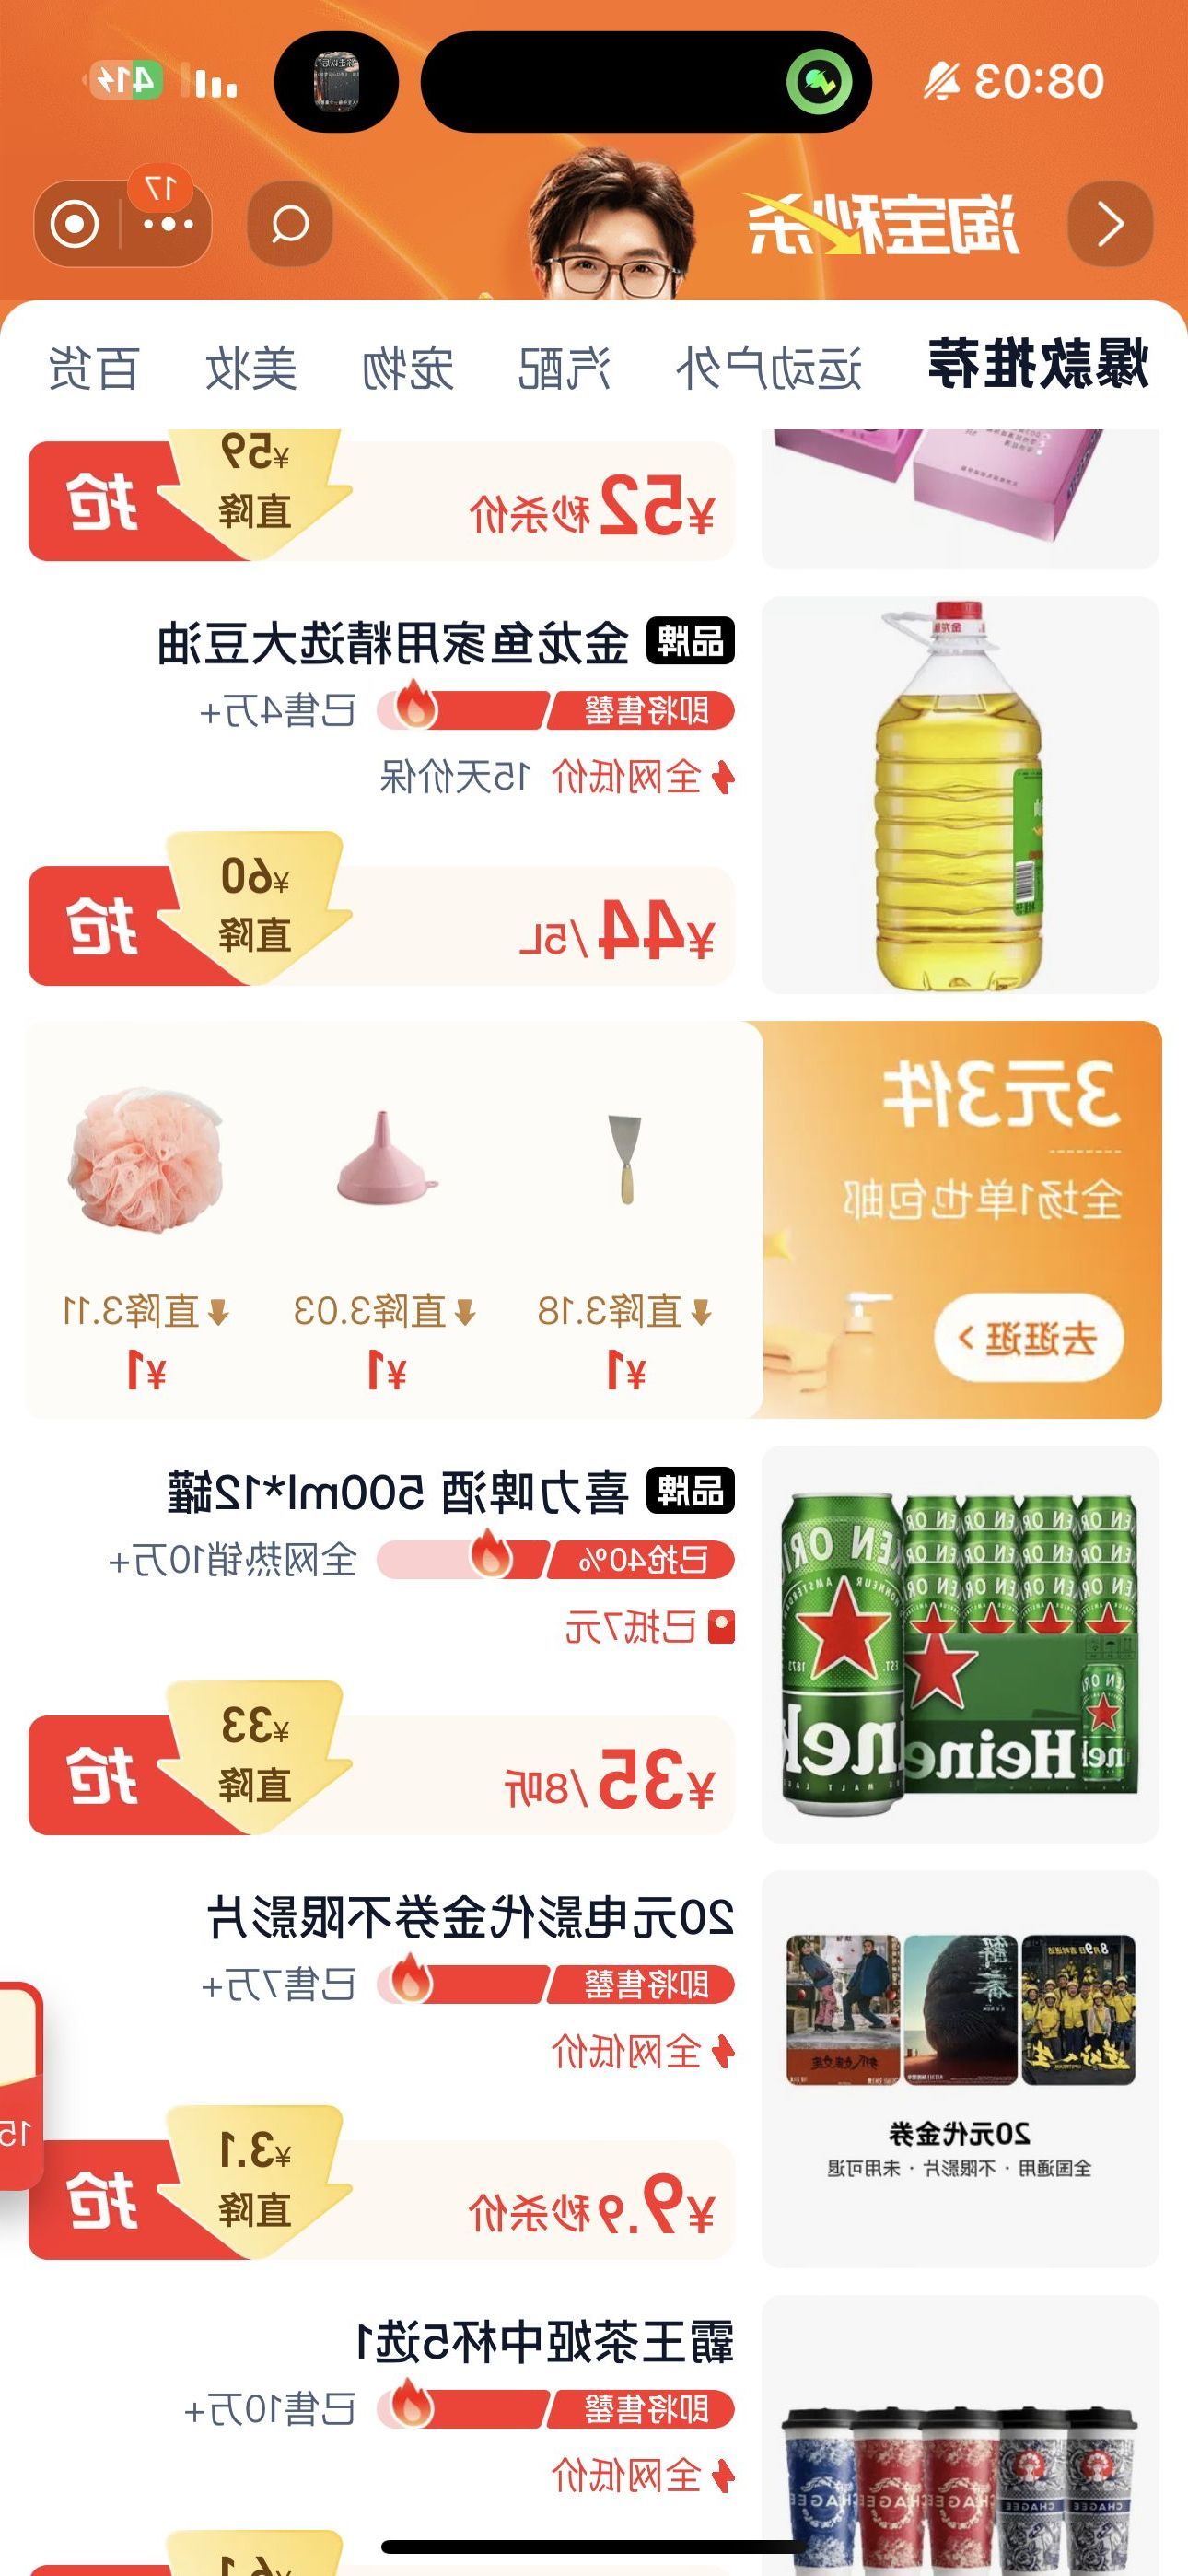 08:03
41
淘宝秒杀
17
爆款推荐 运动户外 汽配 宠物 美妆 百货
¥52秒杀价
¥59
直降
抢
品牌 金龙鱼家用精选大豆油
即将售罄 已售4万+
全网低价 15天价保
¥44/5L
¥60
直降
抢
3元3件
全场1单也包邮
去逛逛 >
直降3.18 直降3.03 直降3.11
¥1 ¥1 ¥1
品牌 喜力啤酒 500ml*12罐
已抢40% 全网热销10万+
已抵7元
¥35/8听
¥33
直降
抢
Heine
20元电影代金券不限影片
即将售罄 已售7万+
全网低价
20元代金券
全国通用 · 不限影片 · 未用可退
¥9.9秒杀价
¥3.1
直降
抢
15
霸王茶姬中杯5选1
即将售罄 已售10万+
全网低价
CHAGEE CHAGEE
¥6.1